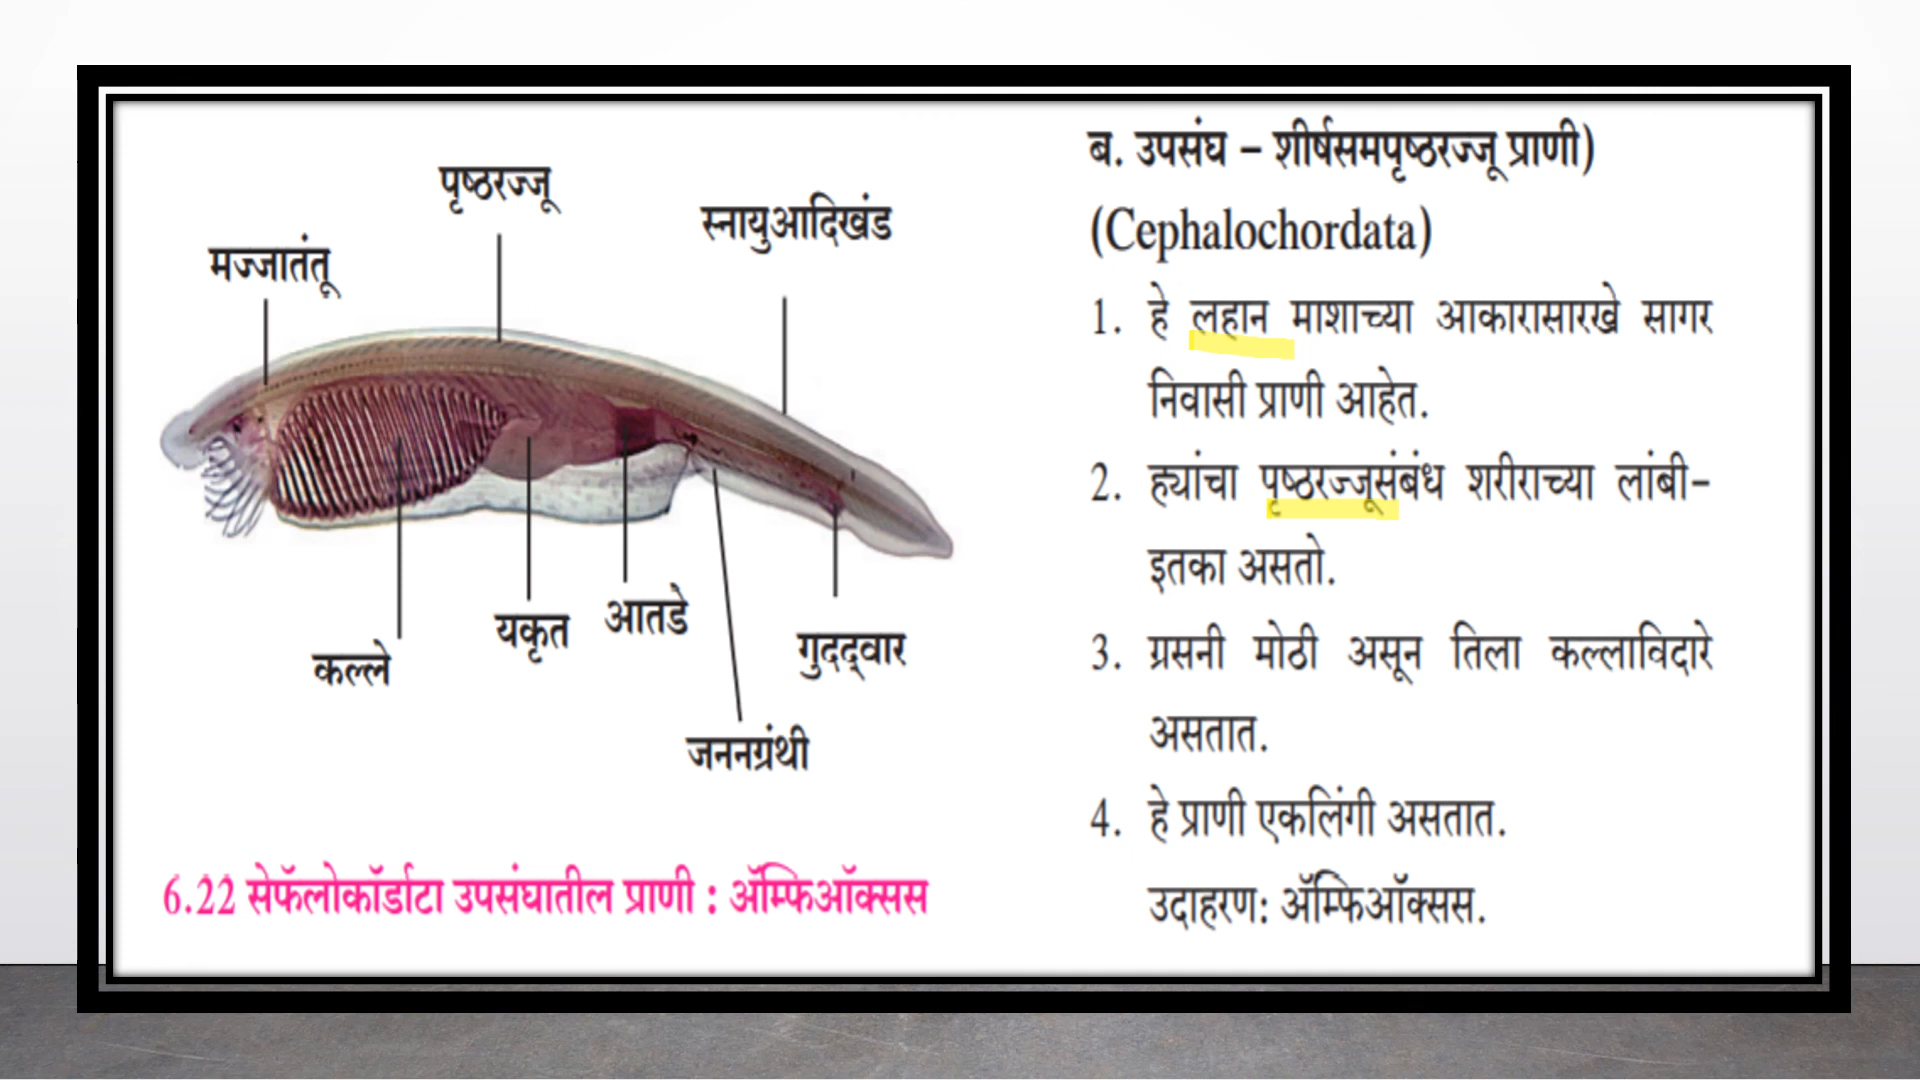 पृष्ठरज्जू
स्नायुआदिखंड
मज्जातंतू
कल्ले
यकृत
आतडे
गुदद्वार
जननग्रंथी
6.22 सेफॅलोकॉर्डाटा उपसंघातील प्राणी : ॲम्फिऑक्सस
ब. उपसंघ – शीर्षसमपृष्ठरज्जू प्राणी)
(Cephalochordata)
1. हे लहान माशाच्या आकारासारखे सागर
निवासी प्राणी आहेत.
2. ह्यांचा पृष्ठरज्जूसंबंध शरीराच्या लांबी-
इतका असतो.
3. ग्रसनी मोठी असून तिला कल्लाविदारे
असतात.
4. हे प्राणी एकलिंगी असतात.
उदाहरण: ॲम्फिऑक्सस.